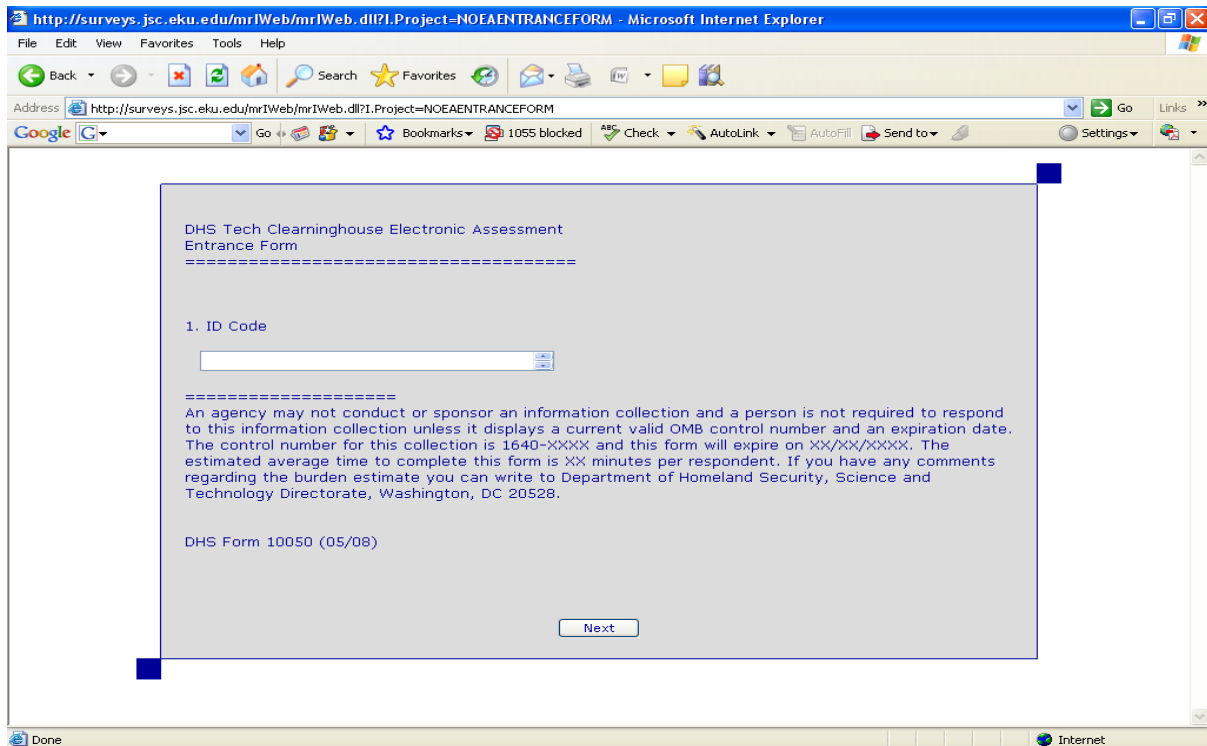 http://surveys.jsc.eku.edu/mrIWeb/mrIWeb.dll?I.Project=NOEAENTRANCEFORM - Microsoft Internet Explorer
File Edit View Favorites Tools Help
Back Search Favorites
Address http://surveys.jsc.eku.edu/mrIWeb/mrIWeb.dll?I.Project=NOEAENTRANCEFORM Go Links »
Google G Go Bookmarks 1055 blocked ABC Check AutoLink AutoFill Send to Settings
DHS Tech Clearninghouse Electronic Assessment
Entrance Form
=====================================
1. ID Code
====================
An agency may not conduct or sponsor an information collection and a person is not required to respond
to this information collection unless it displays a current valid OMB control number and an expiration date.
The control number for this collection is 1640-XXXX and this form will expire on XX/XX/XXXX. The
estimated average time to complete this form is XX minutes per respondent. If you have any comments
regarding the burden estimate you can write to Department of Homeland Security, Science and
Technology Directorate, Washington, DC 20528.
DHS Form 10050 (05/08)
Next
Done Internet